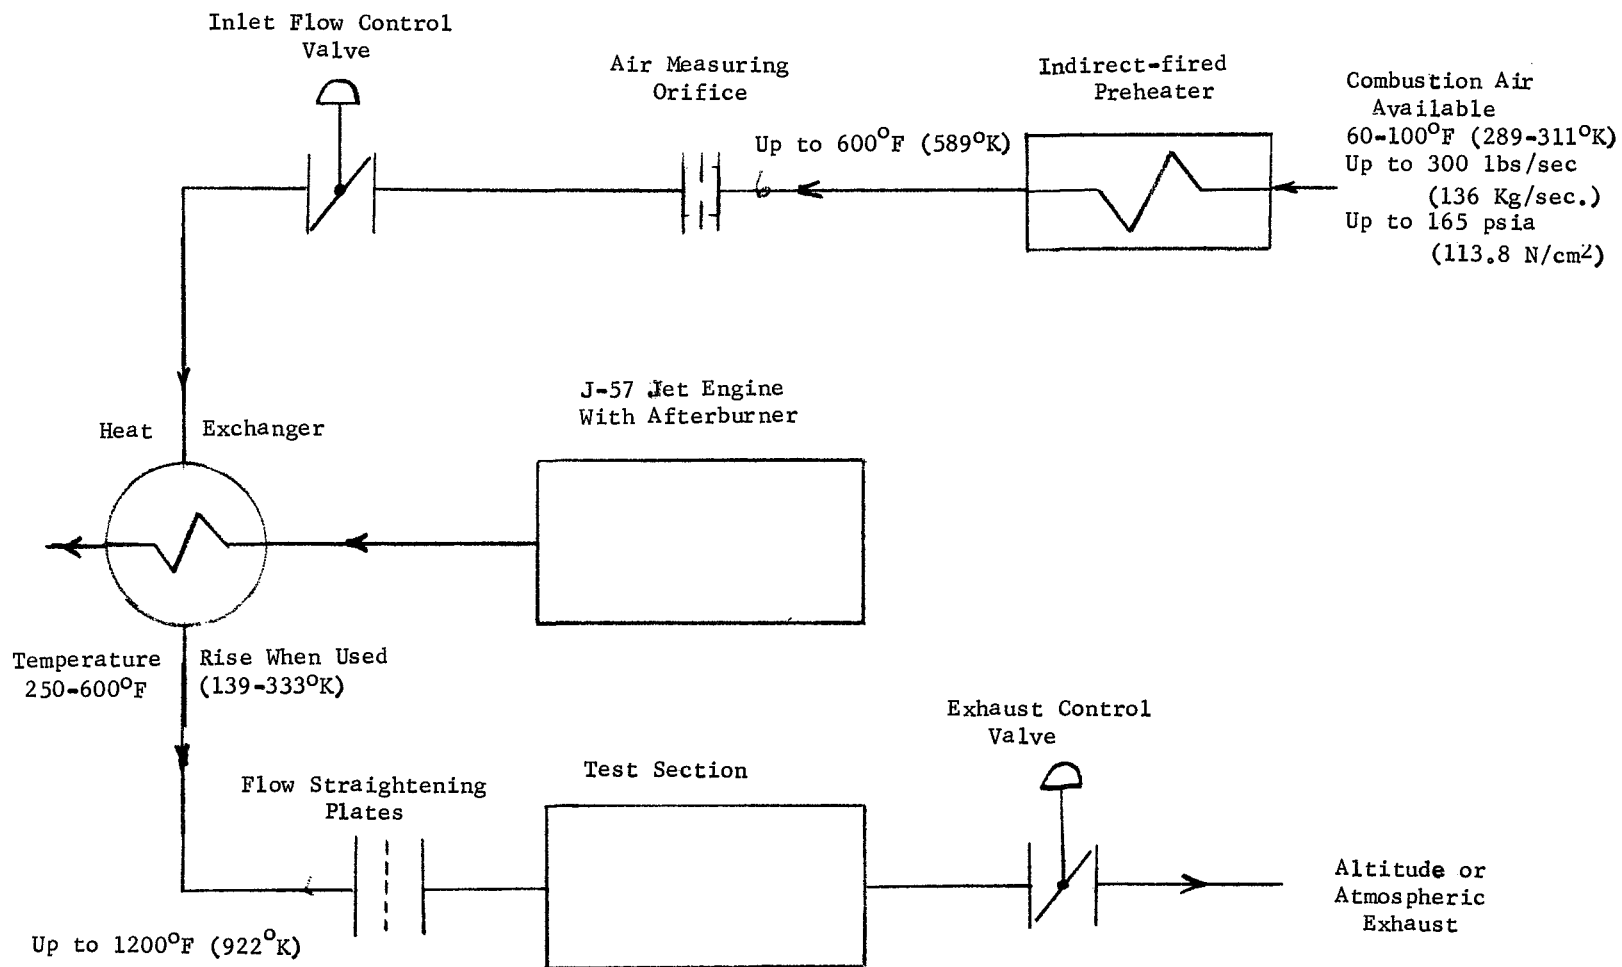 Inlet Flow Control
Valve
Air Measuring
Orifice
Indirect-fired
Preheater
Combustion Air
Available
60-100°F (289-311°K)
Up to 300 lbs/sec
(136 Kg/sec.)
Up to 165 psia
(113.8 N/cm²)
Up to 600°F (589°K)
J-57 Jet Engine
With Afterburner
Heat Exchanger
Temperature Rise When Used
250-600°F (139-333°K)
Exhaust Control
Valve
Test Section
Flow Straightening
Plates
Altitude or
Atmospheric
Exhaust
Up to 1200°F (922°K)